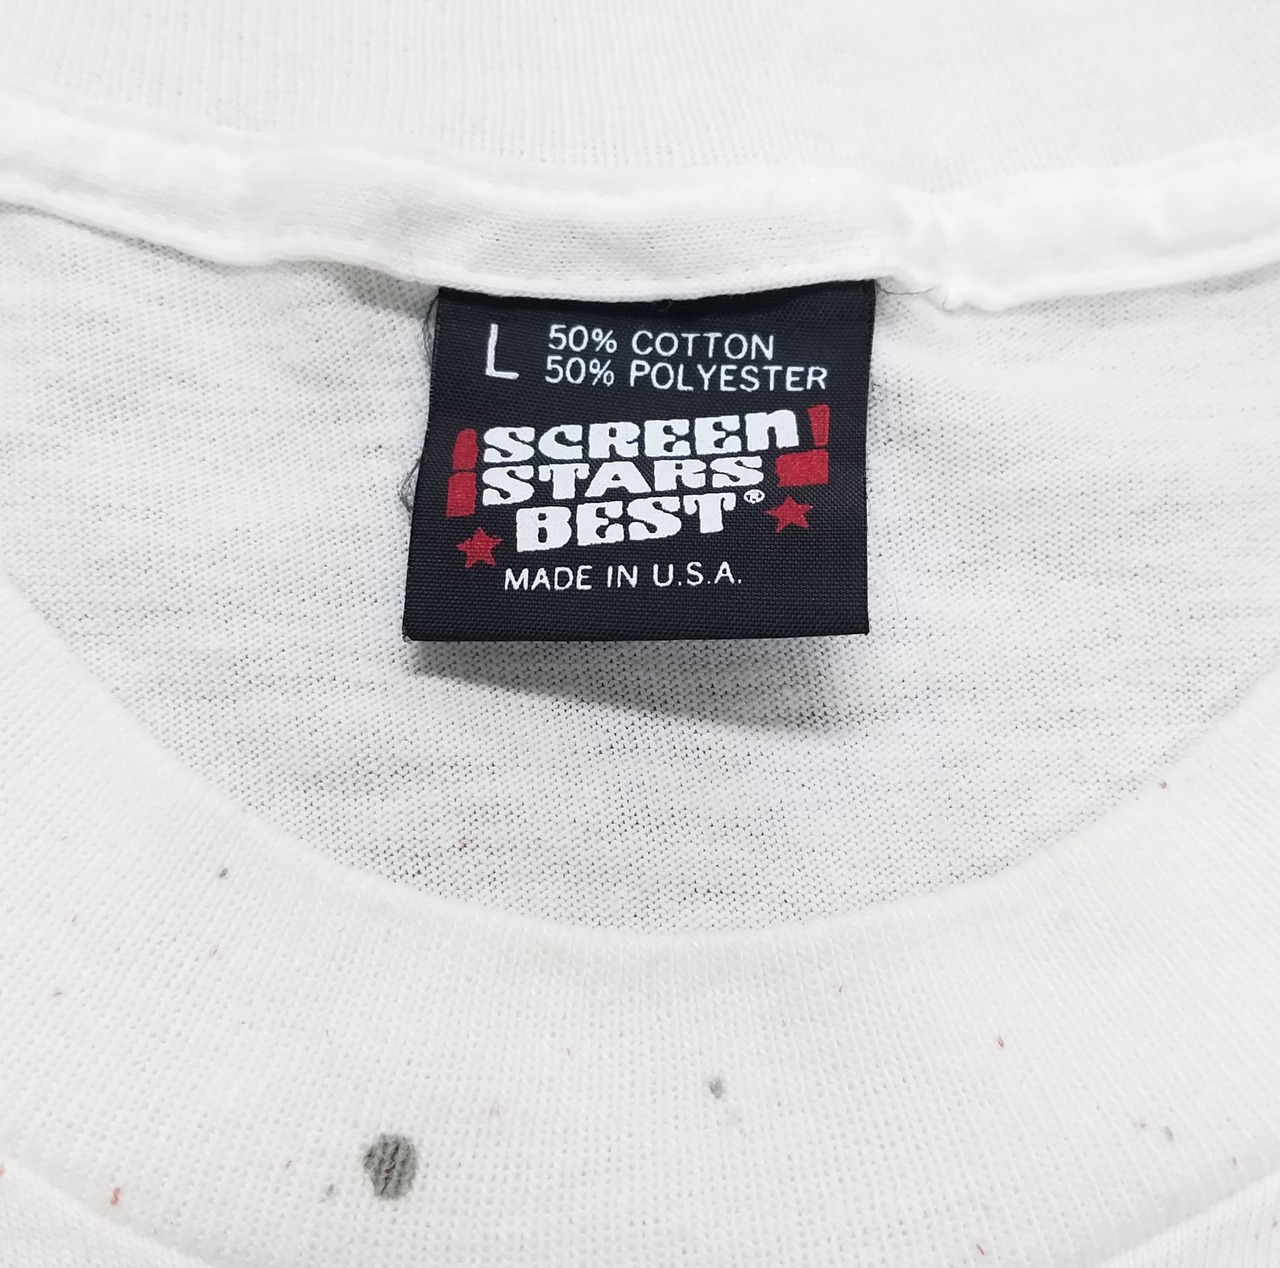 L 50% COTTON
50% POLYESTER
SCREEN
STARS
BEST®
MADE IN U.S.A.